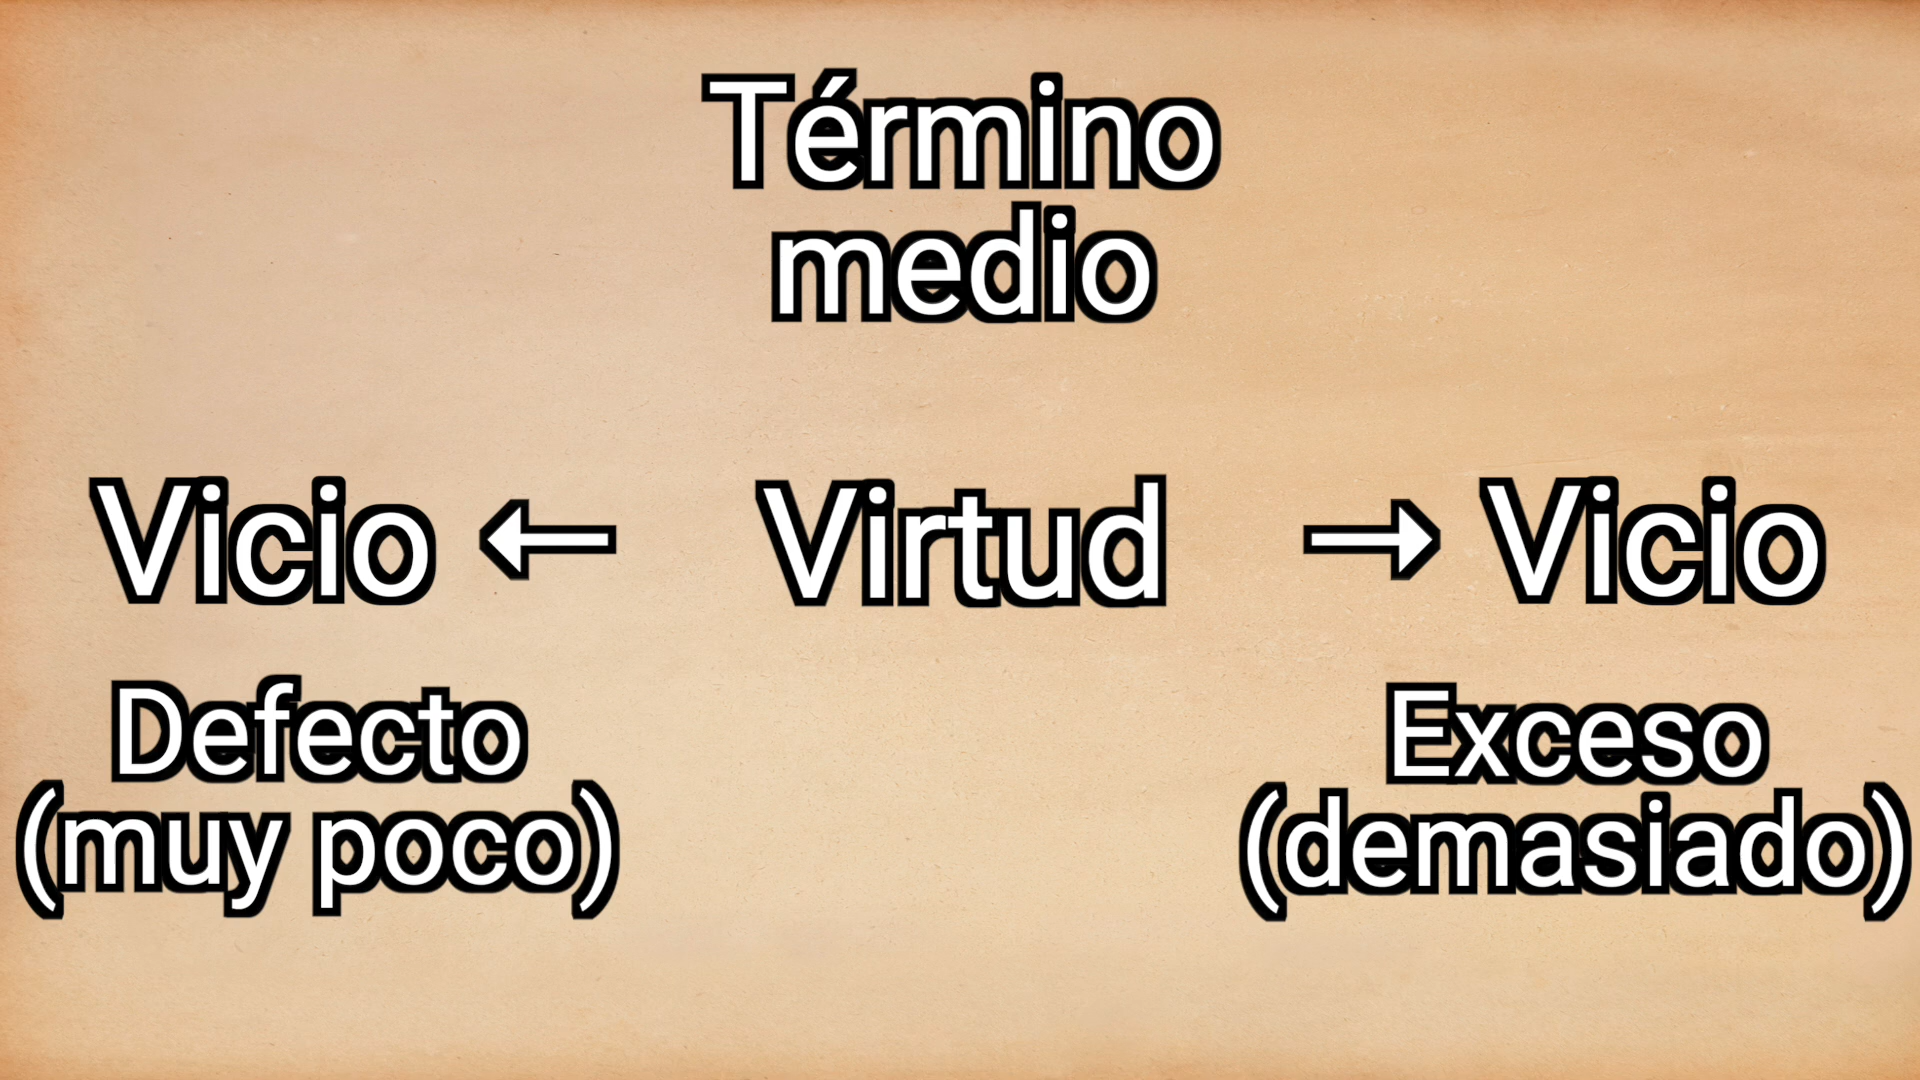 Término
medio
Vicio ← Virtud → Vicio
Defecto
(muy poco)
Exceso
(demasiado)